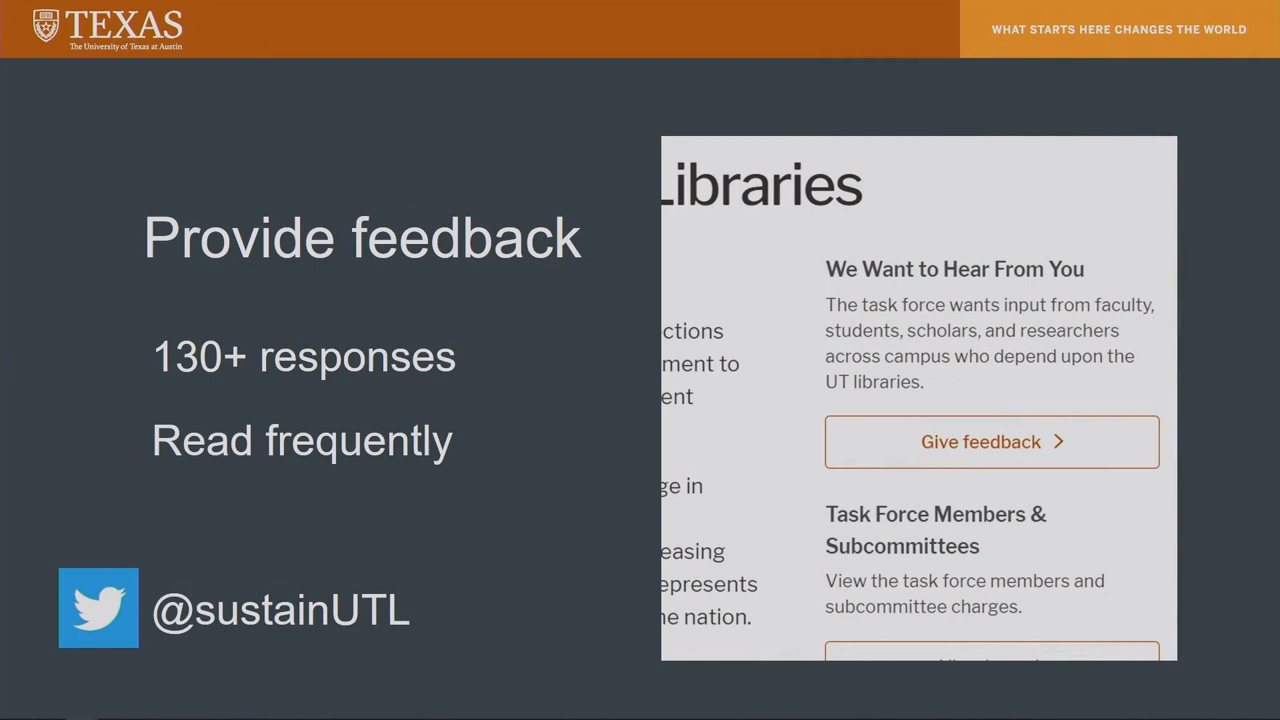 TEXAS
The University of Texas at Austin
WHAT STARTS HERE CHANGES THE WORLD
Provide feedback
130+ responses
Read frequently
@sustainUTL
Libraries
ctions
ment to
ent
ge in
easing
epresents
he nation.
We Want to Hear From You
The task force wants input from faculty,
students, scholars, and researchers
across campus who depend upon the
UT libraries.
Give feedback
Task Force Members &
Subcommittees
View the task force members and
subcommittee charges.